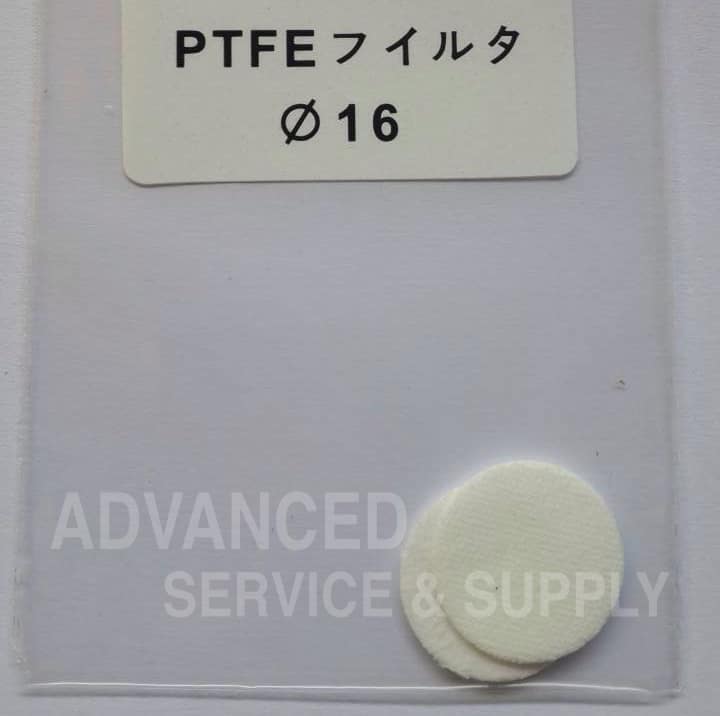 PTFEフイルタ
∅16
ADVANCED
SERVICE & SUPPLY